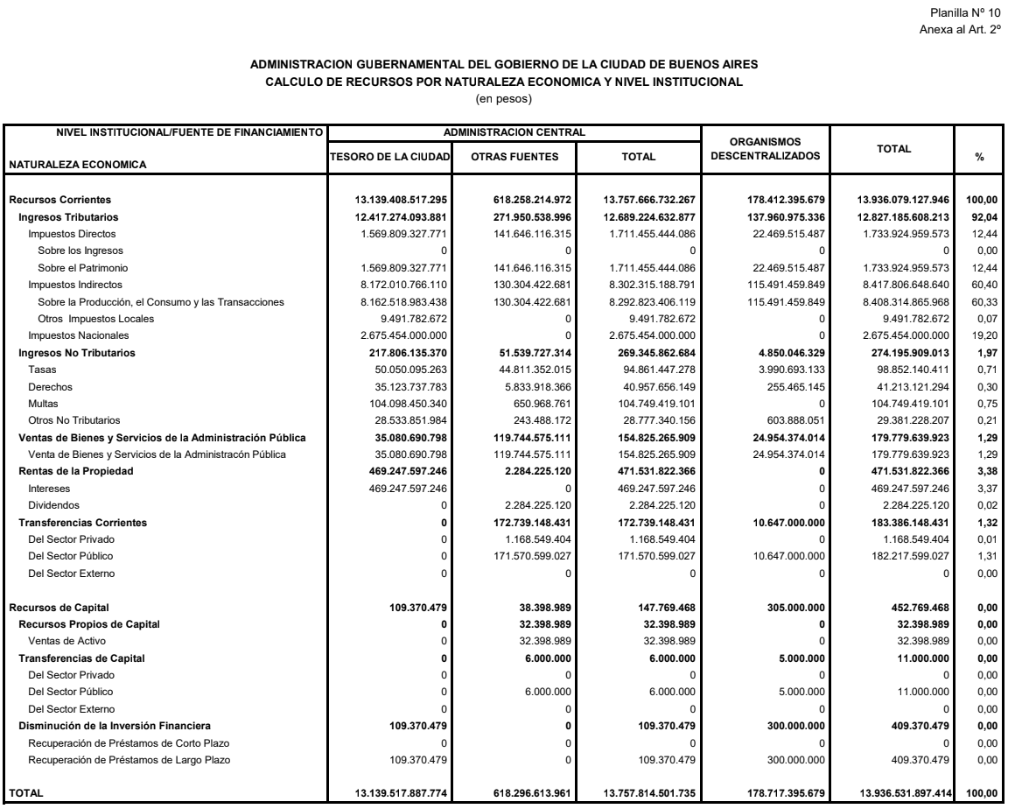 Planilla Nº 10
Anexa al Art. 2º
ADMINISTRACION GUBERNAMENTAL DEL GOBIERNO DE LA CIUDAD DE BUENOS AIRES
CALCULO DE RECURSOS POR NATURALEZA ECONOMICA Y NIVEL INSTITUCIONAL
(en pesos)
NIVEL INSTITUCIONAL/FUENTE DE FINANCIAMIENTO ADMINISTRACION CENTRAL ORGANISMOS DESCENTRALIZADOS TOTAL %
NATURALEZA ECONOMICA TESORO DE LA CIUDAD OTRAS FUENTES TOTAL
Recursos Corrientes 13.139.408.517.295 618.258.214.972 13.757.666.732.267 178.412.395.679 13.936.079.127.946 100,00
Ingresos Tributarios 12.417.274.093.881 271.950.538.996 12.689.224.632.877 137.960.975.336 12.827.185.608.213 92,04
Impuestos Directos 1.569.809.327.771 141.646.116.315 1.711.455.444.086 22.469.515.487 1.733.924.959.573 12,44
Sobre los Ingresos 0 0 0 0 0 0,00
Sobre el Patrimonio 1.569.809.327.771 141.646.116.315 1.711.455.444.086 22.469.515.487 1.733.924.959.573 12,44
Impuestos Indirectos 8.172.010.766.110 130.304.422.681 8.302.315.188.791 115.491.459.849 8.417.806.648.640 60,40
Sobre la Producción, el Consumo y las Transacciones 8.162.518.983.438 130.304.422.681 8.292.823.406.119 115.491.459.849 8.408.314.865.968 60,33
Otros Impuestos Locales 9.491.782.672 0 9.491.782.672 0 9.491.782.672 0,07
Impuestos Nacionales 2.675.454.000.000 0 2.675.454.000.000 0 2.675.454.000.000 19,20
Ingresos No Tributarios 217.806.135.370 51.539.727.314 269.345.862.684 4.850.046.329 274.195.909.013 1,97
Tasas 50.050.095.263 44.811.352.015 94.861.447.278 3.990.693.133 98.852.140.411 0,71
Derechos 35.123.737.783 5.833.918.366 40.957.656.149 255.465.145 41.213.121.294 0,30
Multas 104.098.450.340 650.968.761 104.749.419.101 0 104.749.419.101 0,75
Otros No Tributarios 28.533.851.984 243.488.172 28.777.340.156 603.888.051 29.381.228.207 0,21
Ventas de Bienes y Servicios de la Administración Pública 35.080.690.798 119.744.575.111 154.825.265.909 24.954.374.014 179.779.639.923 1,29
Venta de Bienes y Servicios de la Administracón Pública 35.080.690.798 119.744.575.111 154.825.265.909 24.954.374.014 179.779.639.923 1,29
Rentas de la Propiedad 469.247.597.246 2.284.225.120 471.531.822.366 0 471.531.822.366 3,38
Intereses 469.247.597.246 0 469.247.597.246 0 469.247.597.246 3,37
Dividendos 0 2.284.225.120 2.284.225.120 0 2.284.225.120 0,02
Transferencias Corrientes 0 172.739.148.431 172.739.148.431 10.647.000.000 183.386.148.431 1,32
Del Sector Privado 0 1.168.549.404 1.168.549.404 0 1.168.549.404 0,01
Del Sector Público 0 171.570.599.027 171.570.599.027 10.647.000.000 182.217.599.027 1,31
Del Sector Externo 0 0 0 0 0 0,00
Recursos de Capital 109.370.479 38.398.989 147.769.468 305.000.000 452.769.468 0,00
Recursos Propios de Capital 0 32.398.989 32.398.989 0 32.398.989 0,00
Ventas de Activo 0 32.398.989 32.398.989 0 32.398.989 0,00
Transferencias de Capital 0 6.000.000 6.000.000 5.000.000 11.000.000 0,00
Del Sector Privado 0 0 0 0 0 0,00
Del Sector Público 0 6.000.000 6.000.000 5.000.000 11.000.000 0,00
Del Sector Externo 0 0 0 0 0 0,00
Disminución de la Inversión Financiera 109.370.479 0 109.370.479 300.000.000 409.370.479 0,00
Recuperación de Préstamos de Corto Plazo 0 0 0 0 0 0,00
Recuperación de Préstamos de Largo Plazo 109.370.479 0 109.370.479 300.000.000 409.370.479 0,00
TOTAL 13.139.517.887.774 618.296.613.961 13.757.814.501.735 178.717.395.679 13.936.531.897.414 100,00